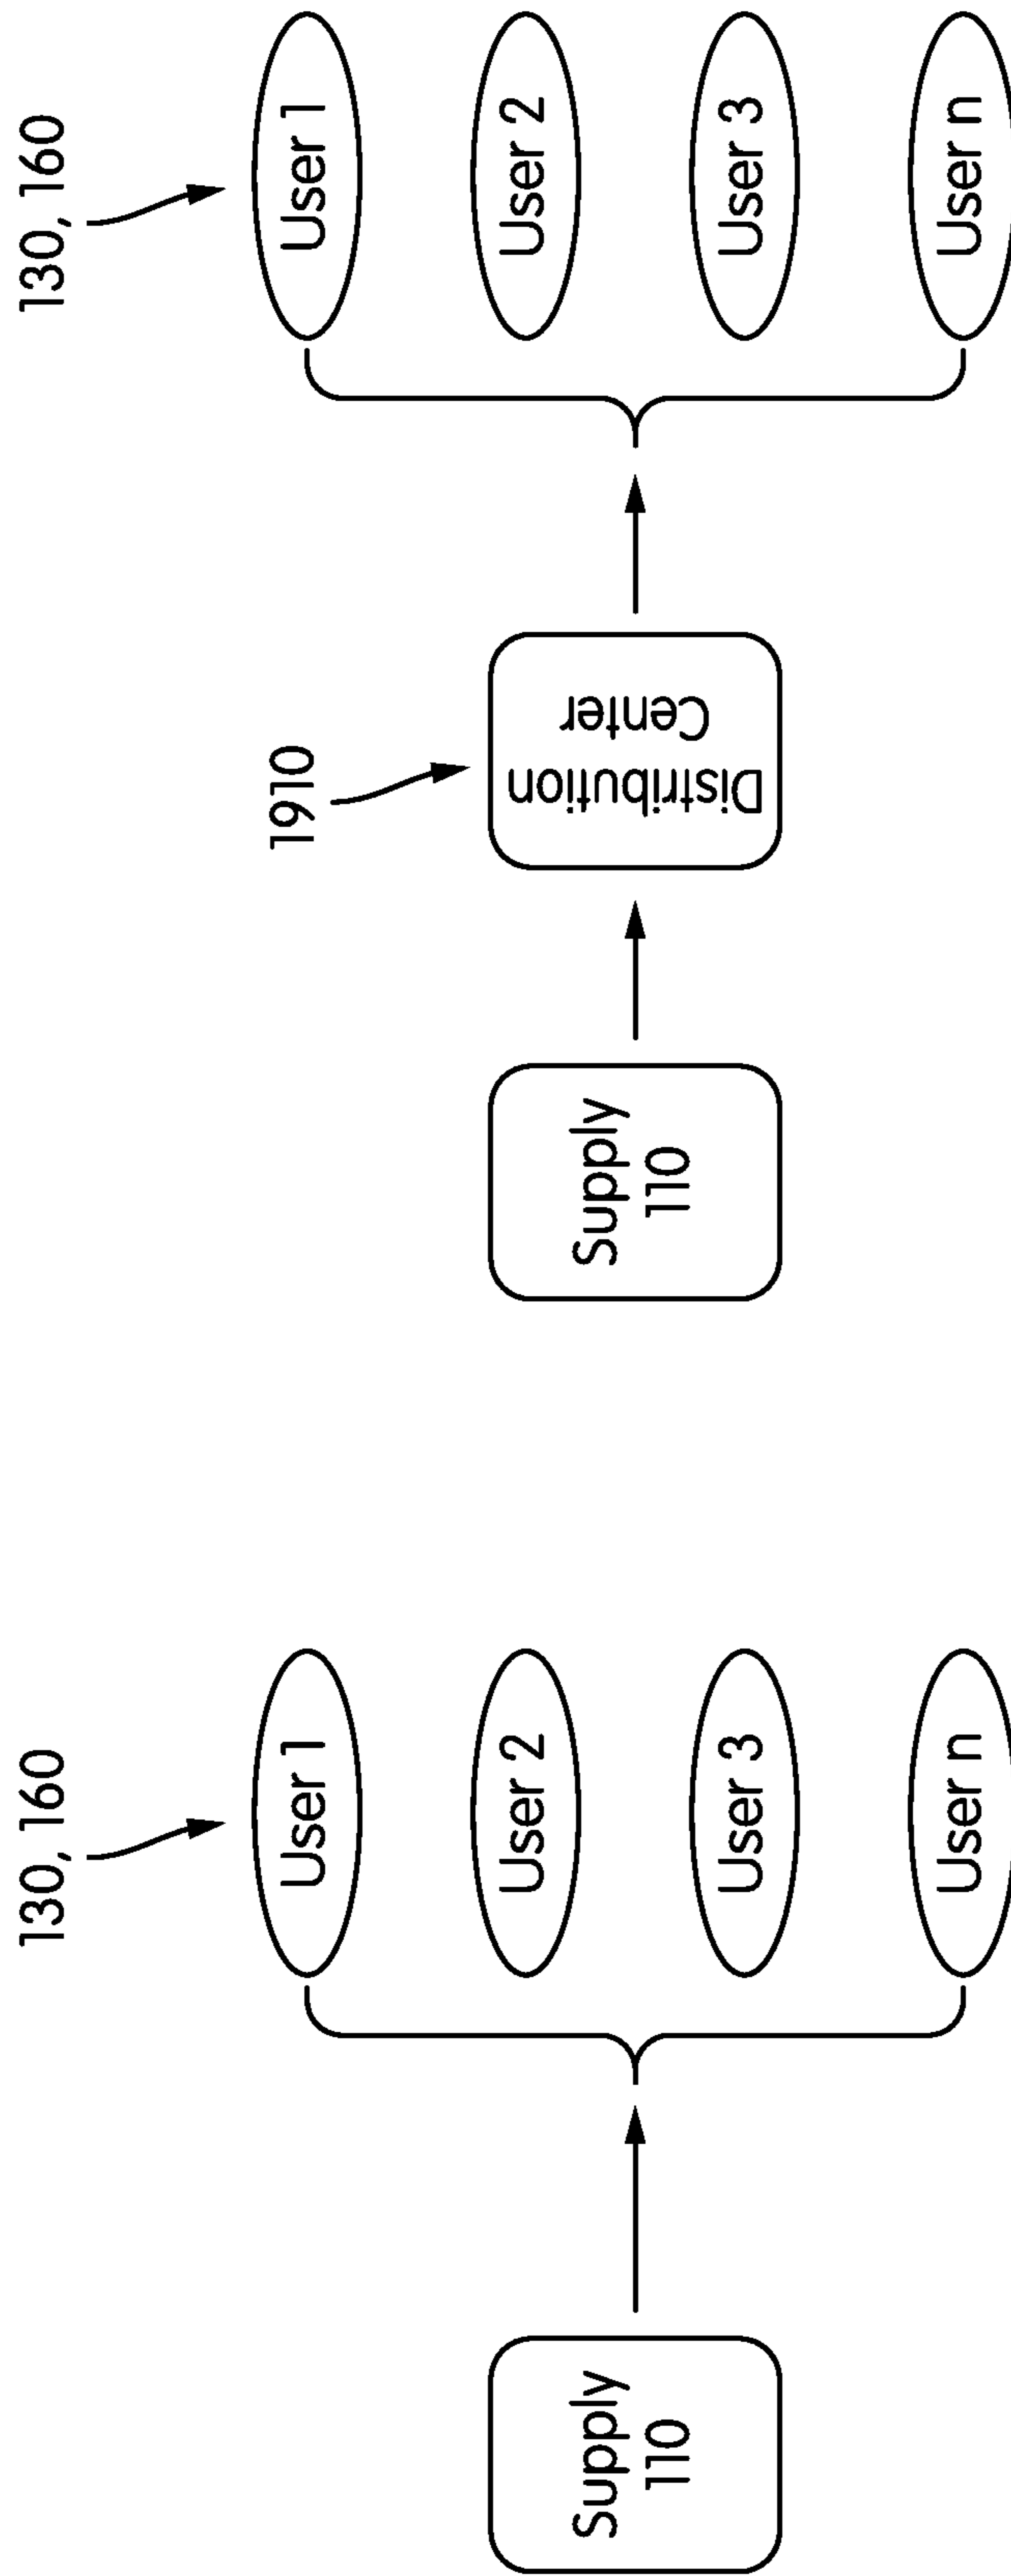 130, 160
Supply
110
User 1
User 2
User 3
User n
130, 160
1910
Supply
110
Distribution
Center
User 1
User 2
User 3
User n